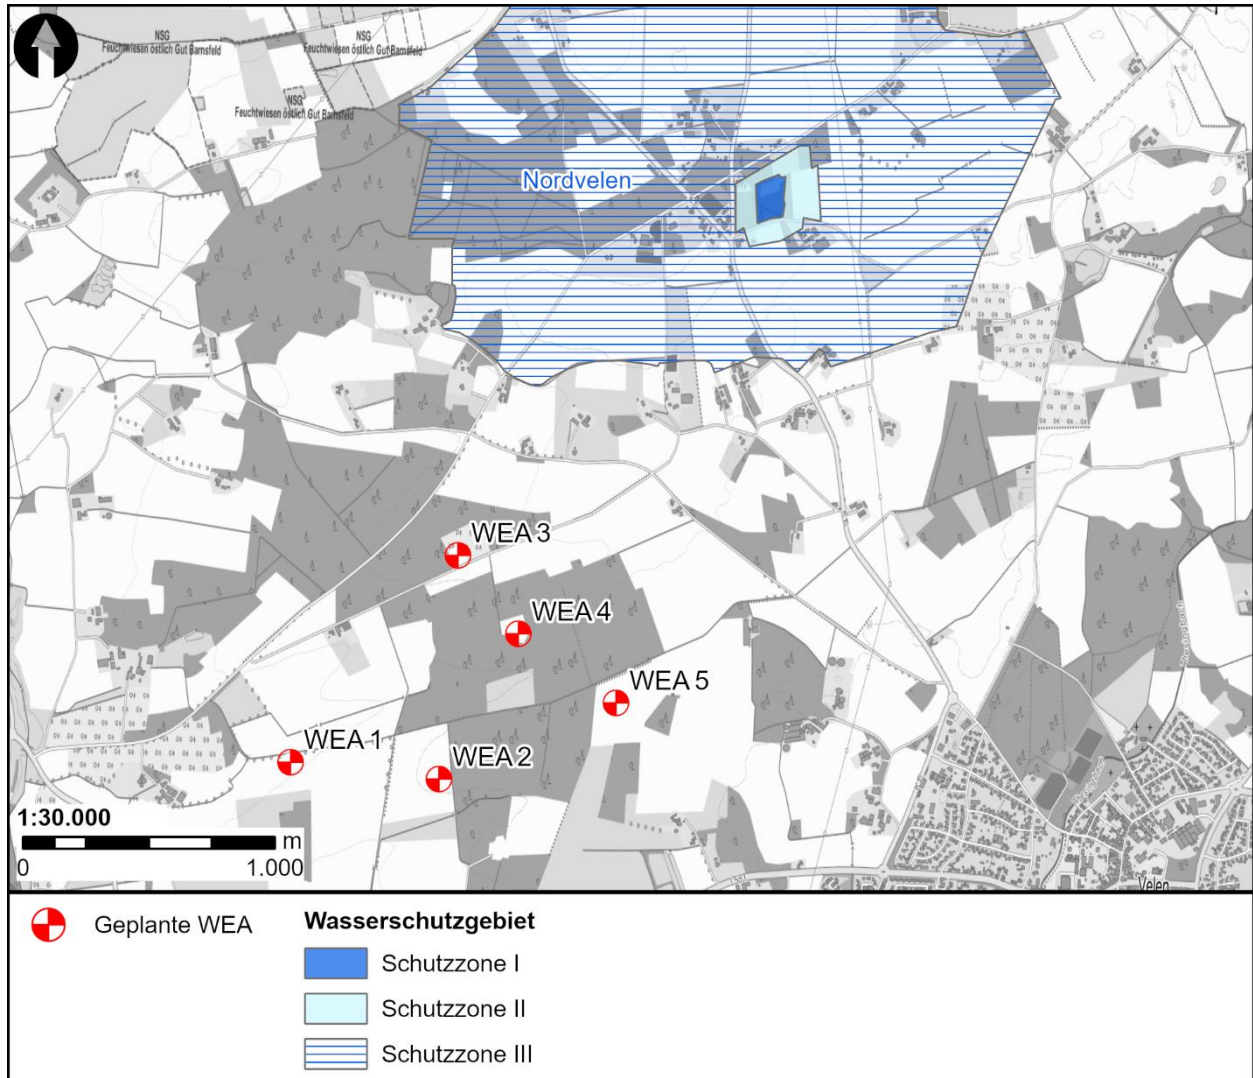 NSG
Feuchtwiesen östlich Gut Barnsfeld
NSG
Feuchtwiesen östlich Gut Barnsfeld
NSG
Feuchtwiesen östlich Gut Barnsfeld
Nordvelen
WEA 3
WEA 4
WEA 5
WEA 1
WEA 2
1:30.000
m
0
1.000
Velen
Geplante WEA
Wasserschutzgebiet
Schutzzone I
Schutzzone II
Schutzzone III